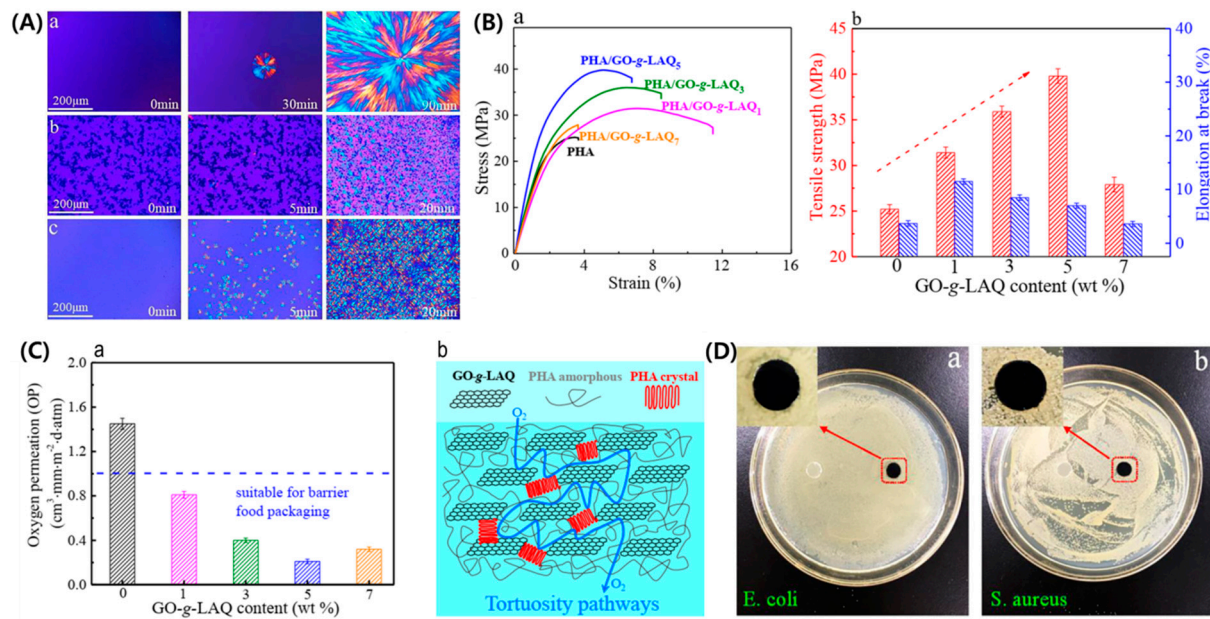 (A)
a
200μm
0min
30min
90min
b
0min
5min
20min
c
200μm
0min
5min
20min
(B)
a
Stress (MPa)
50
40
30
20
10
0
PHA/GO-g-LAQ5
PHA/GO-g-LAQ3
PHA/GO-g-LAQ1
PHA/GO-g-LAQ7
PHA
0
4
8
12
16
Strain (%)
b
Tensile strength (MPa)
45
40
35
30
25
20
Elongation at break (%)
40
30
20
10
0
0
1
3
5
7
GO-g-LAQ content (wt %)
(C)
a
Oxygen permeation (OP)
(cm³·mm·m⁻²·d·atm)
2.0
1.6
1.2
0.8
0.4
0.0
suitable for barrier
food packaging
0
1
3
5
7
GO-g-LAQ content (wt %)
b
GO-g-LAQ
PHA amorphous
PHA crystal
O2
O2
Tortuosity pathways
(D)
a
E. coli
b
S. aureus